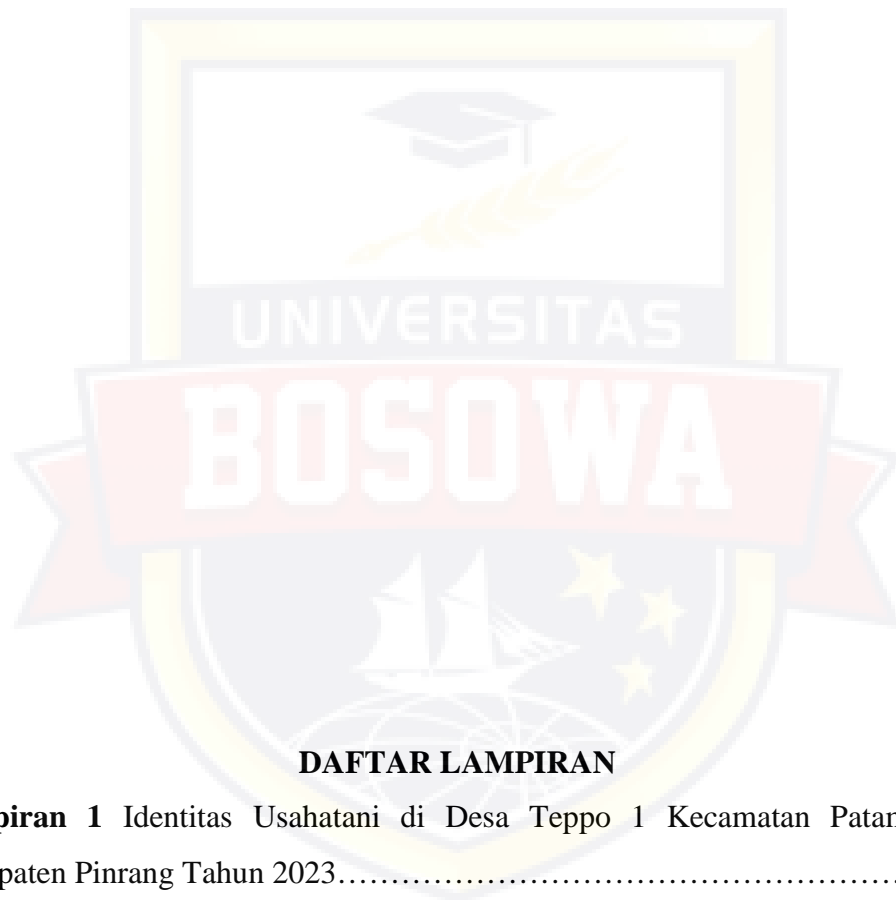 UNIVERSITAS
BOSOWA
DAFTAR LAMPIRAN
piran 1 Identitas Usahatani di Desa Teppo 1 Kecamatan Patan
paten Pinrang Tahun 2023……………………………………………………